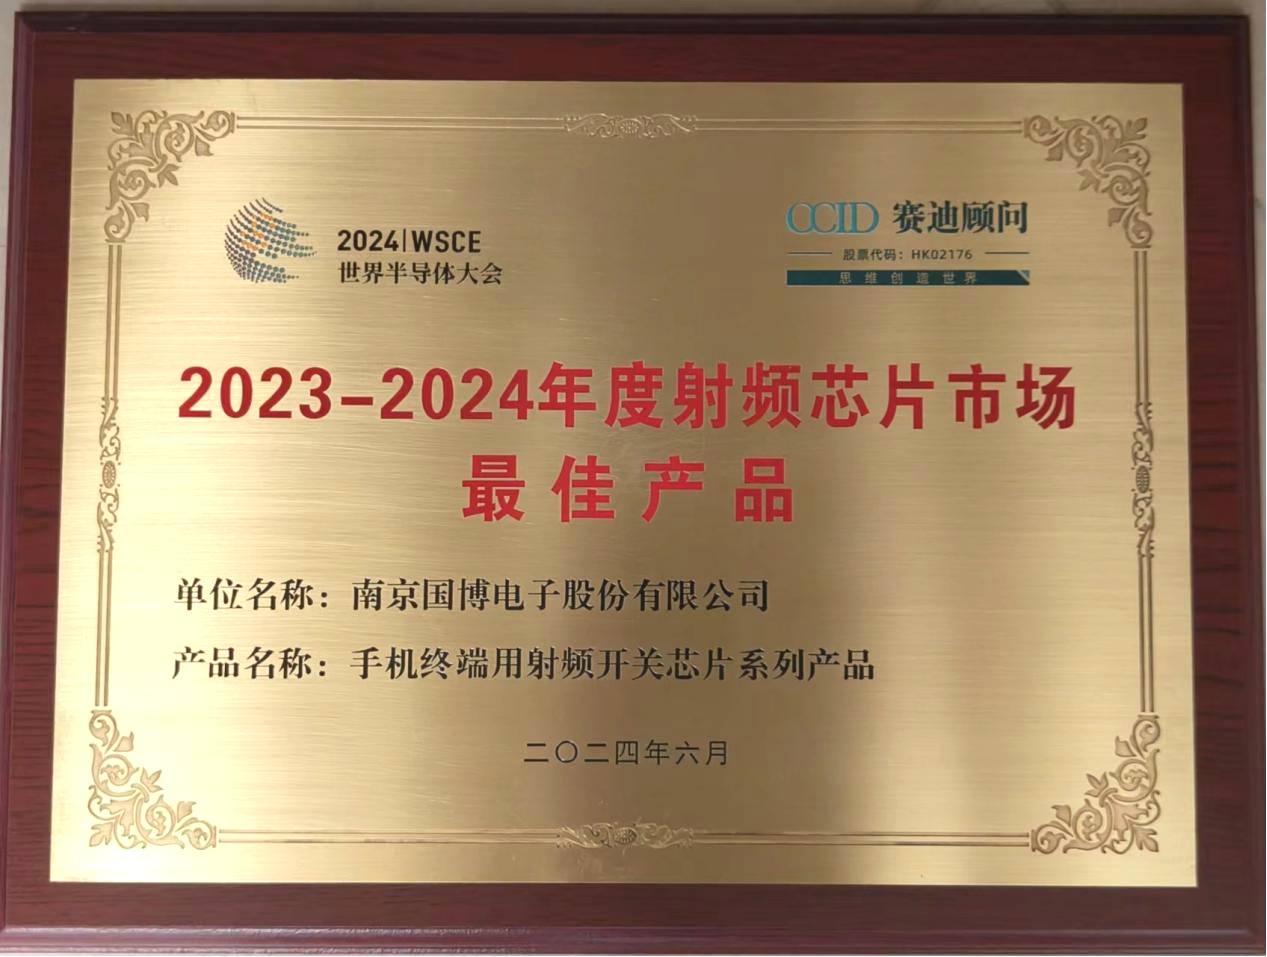 2024|WSCE
世界半导体大会
CCID 赛迪顾问
股票代码：HK02176
思维创造世界
2023-2024年度射频芯片市场
最佳产品
单位名称：南京国博电子股份有限公司
产品名称：手机终端用射频开关芯片系列产品
二〇二四年六月